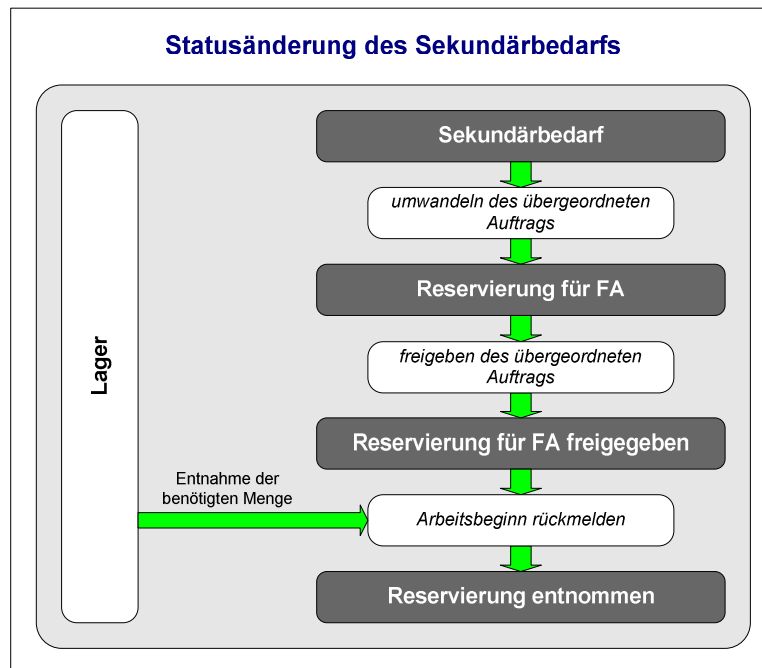 Statusänderung des Sekundärbedarfs
Sekundärbedarf
umwandeln des übergeordneten
Auftrags
Reservierung für FA
freigeben des übergeordneten
Auftrags
Lager
Reservierung für FA freigegeben
Entnahme der
benötigten Menge
Arbeitsbeginn rückmelden
Reservierung entnommen